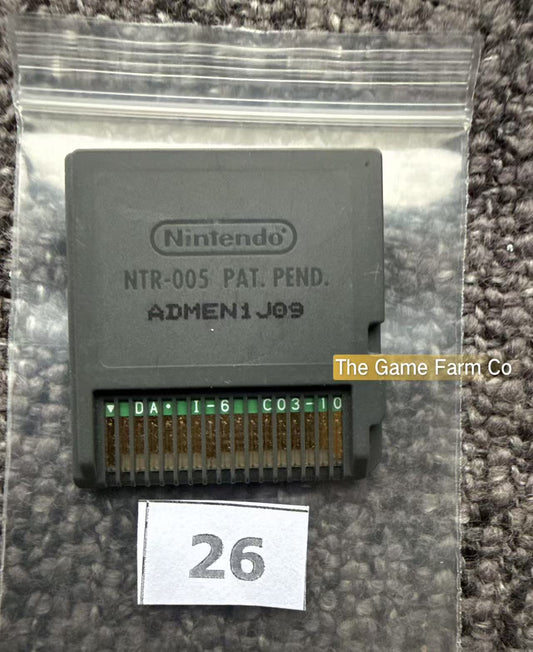 Nintendo®
NTR-005 PAT. PEND.
ADMEN1J09
The Game Farm Co
▼ DA• I-6 C03-10
26